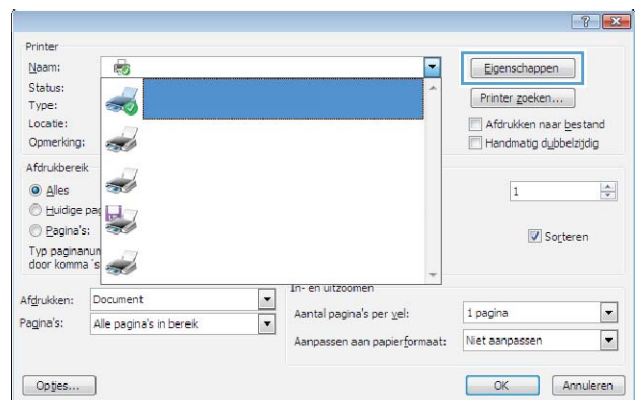 Printer
Naam:
Eigenschappen
Status:
Type:
Printer zoeken...
Locatie:
Afdrukken naar bestand
Opmerking:
Handmatig dubbelzijdig
Afdrukbereik
Alles
1
Huidige pag
Pagina's:
Sorteren
Typ paginanun
door komma 's
In- en uitzoomen
Afdrukken: Document
Aantal pagina's per vel: 1 pagina
Pagina's: Alle pagina's in bereik
Aanpassen aan papierformaat: Niet aanpassen
Opties...
OK
Annuleren